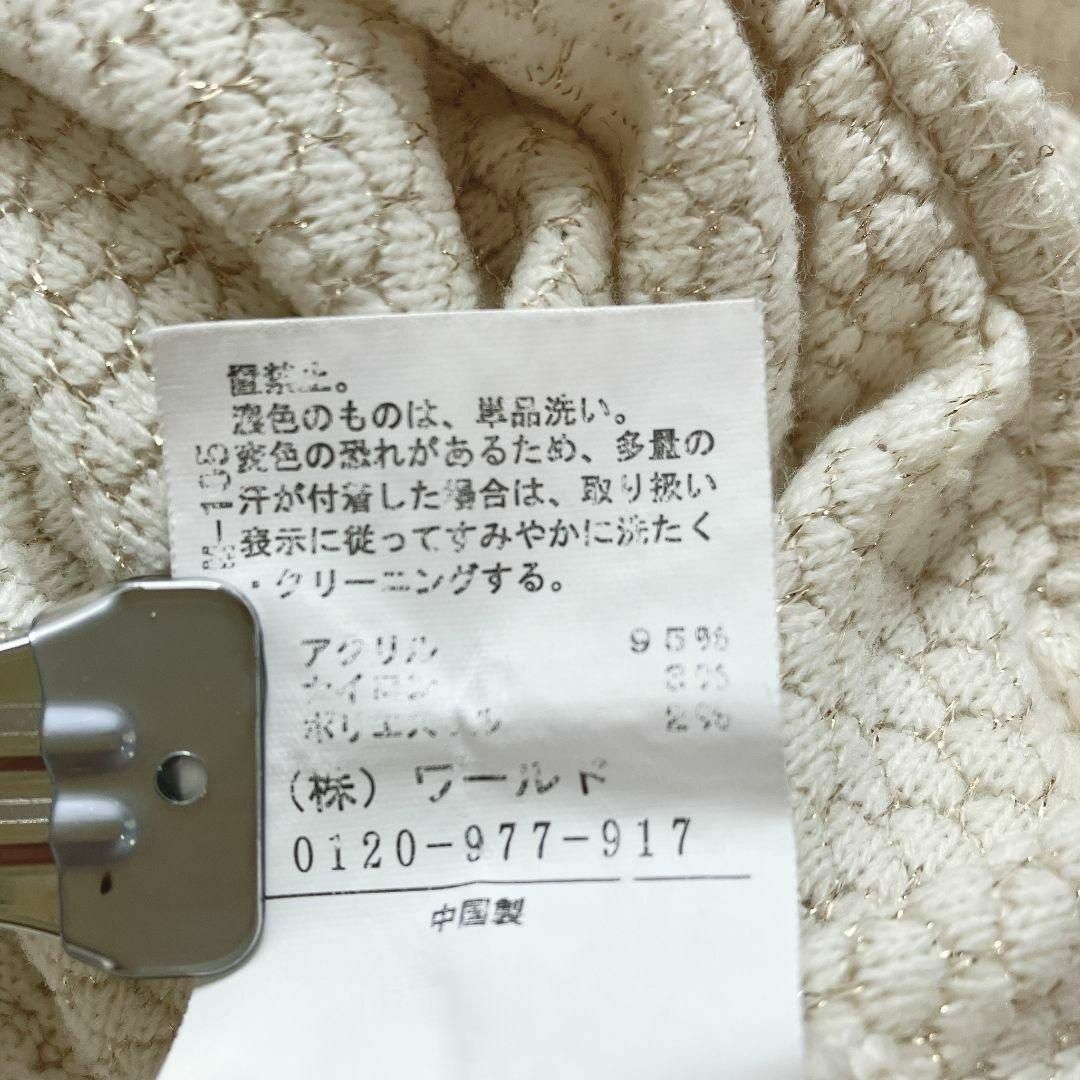 置禁止。
濃色のものは、単品洗い。
変色の恐れがあるため、多量の
汗が付着した場合は、取り扱い
表示に従ってすみやかに洗たく
・クリーニングする。
アクリル 95%
ナイロン 3%
ポリエステル 2%
(株) ワールド
0120-977-917
中国製